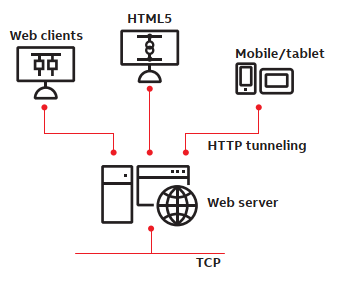 HTML5
Web clients
Mobile/tablet
HTTP tunneling
Web server
TCP